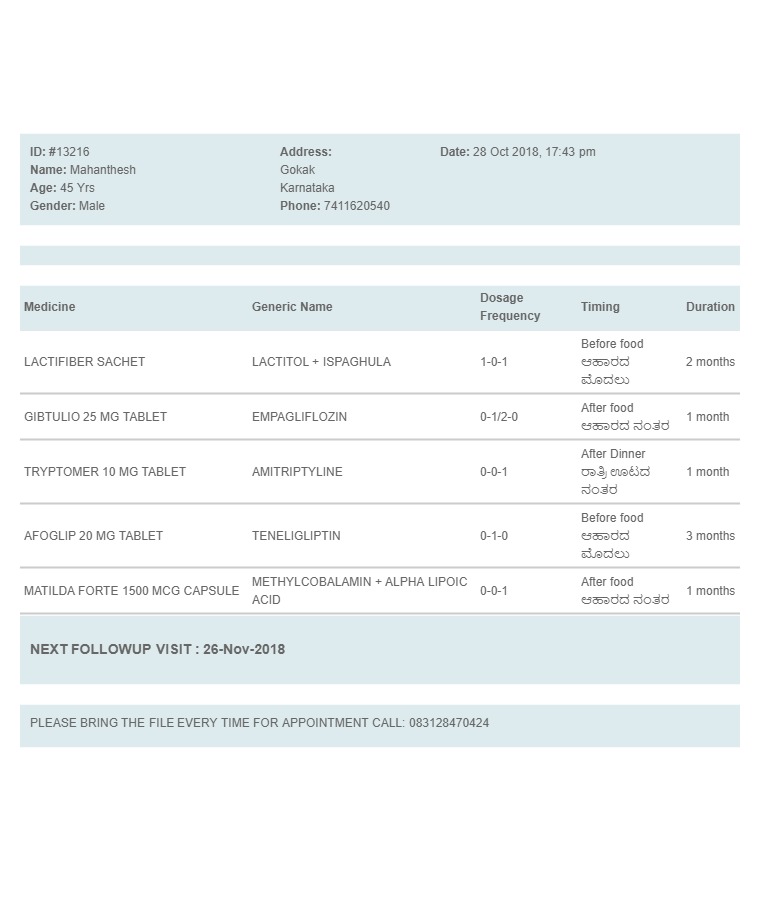 ID: #13216
Name: Mahanthesh
Age: 45 Yrs
Gender: Male
Address:
Gokak
Karnataka
Phone: 7411620540
Date: 28 Oct 2018, 17:43 pm
Medicine Generic Name Dosage Frequency Timing Duration
LACTIFIBER SACHET LACTITOL + ISPAGHULA 1-0-1 Before food ಆಹಾರದ ಮೊದಲು 2 months
GIBTULIO 25 MG TABLET EMPAGLIFLOZIN 0-1/2-0 After food ಆಹಾರದ ನಂತರ 1 month
TRYPTOMER 10 MG TABLET AMITRIPTYLINE 0-0-1 After Dinner ರಾತ್ರಿ ಊಟದ ನಂತರ 1 month
AFOGLIP 20 MG TABLET TENELIGLIPTIN 0-1-0 Before food ಆಹಾರದ ಮೊದಲು 3 months
MATILDA FORTE 1500 MCG CAPSULE METHYLCOBALAMIN + ALPHA LIPOIC ACID 0-0-1 After food ಆಹಾರದ ನಂತರ 1 months
NEXT FOLLOWUP VISIT : 26-Nov-2018
PLEASE BRING THE FILE EVERY TIME FOR APPOINTMENT CALL: 083128470424